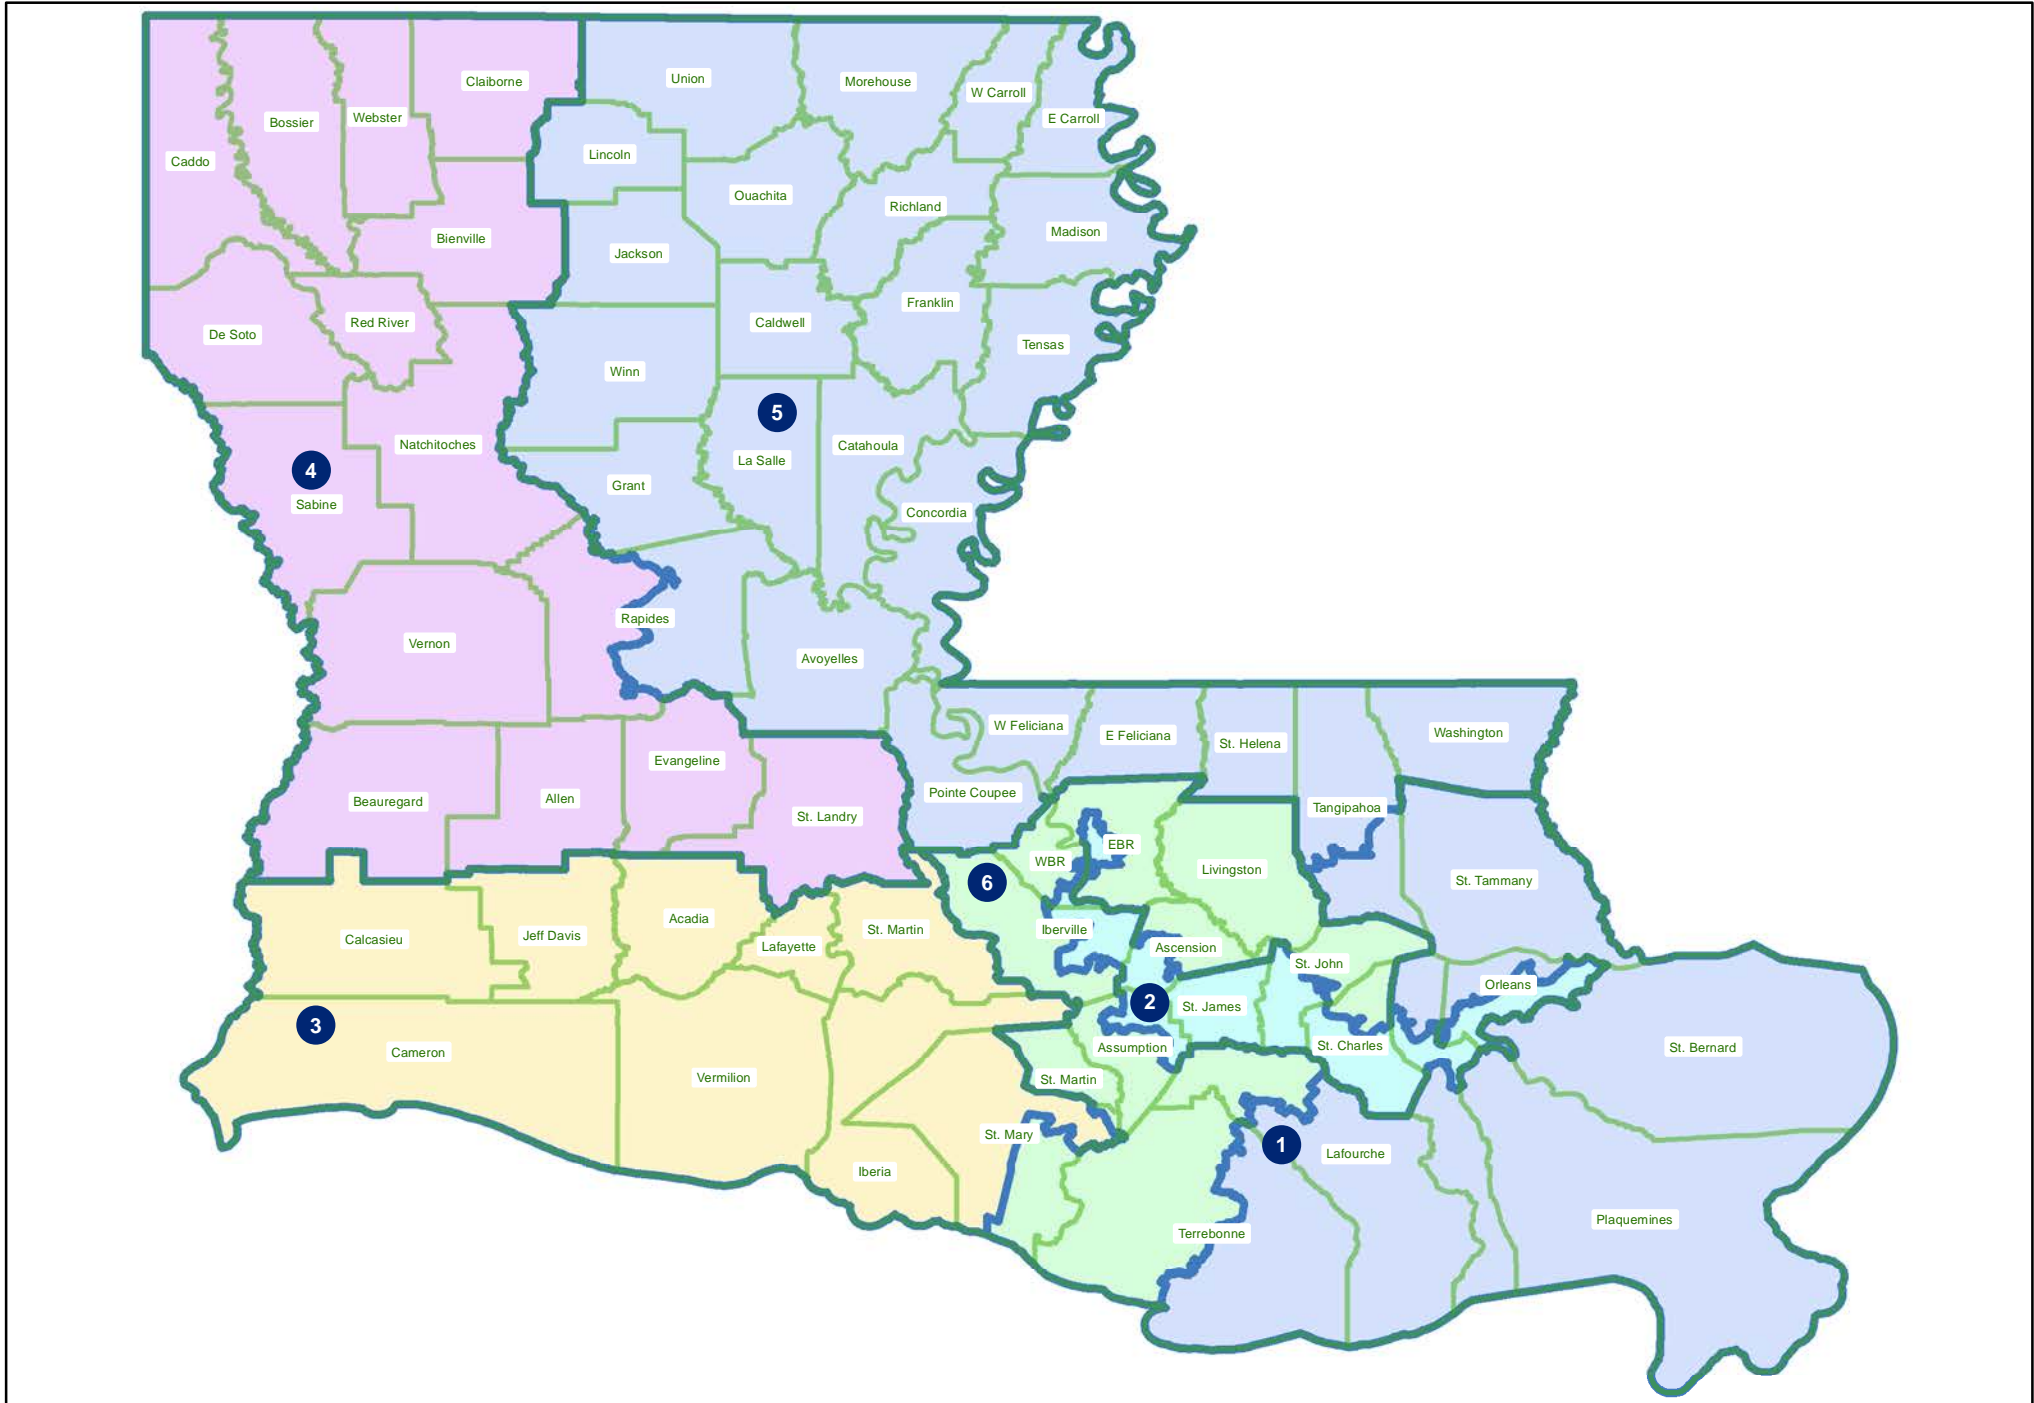 Union
Morehouse
Claiborne
W Carroll
Webster
E Carroll
Bossier
Lincoln
Caddo
Ouachita
Richland
Madison
Bienville
Jackson
Franklin
Red River
Caldwell
De Soto
Tensas
Winn
5
Natchitoches
Catahoula
La Salle
4
Grant
Sabine
Concordia
Rapides
Vernon
Avoyelles
W Feliciana
Washington
E Feliciana
St. Helena
Evangeline
Pointe Coupee
Allen
Beauregard
Tangipahoa
St. Landry
EBR
WBR
Livingston
6
St. Tammany
Acadia
Iberville
St. Martin
Jeff Davis
Calcasieu
Lafayette
Ascension
St. John
Orleans
2
St. James
3
St. Charles
Assumption
St. Bernard
Cameron
Vermilion
St. Martin
St. Mary
1
Lafourche
Iberia
Plaquemines
Terrebonne